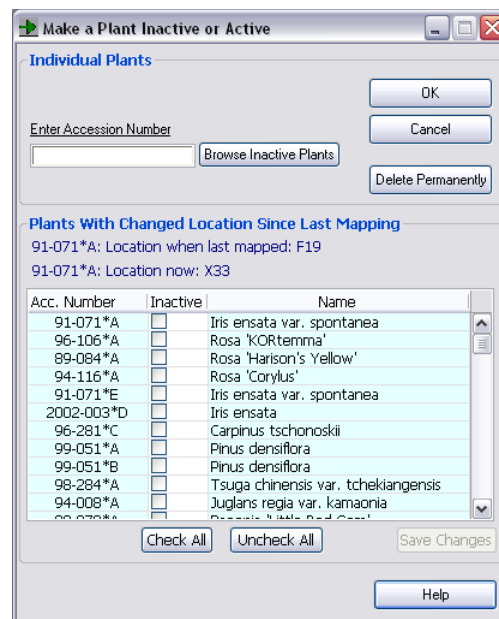 Make a Plant Inactive or Active
Individual Plants
OK
Enter Accession Number
Cancel
Browse Inactive Plants
Delete Permanently
Plants With Changed Location Since Last Mapping
91-071*A: Location when last mapped: F19
91-071*A: Location now: X33
Acc. Number Inactive Name
91-071*A Iris ensata var. spontanea
96-106*A Rosa 'KORtemma'
89-084*A Rosa 'Harison's Yellow'
94-116*A Rosa 'Corylus'
91-071*E Iris ensata var. spontanea
2002-003*D Iris ensata
96-281*C Carpinus tschonoskii
99-051*A Pinus densiflora
99-051*B Pinus densiflora
98-284*A Tsuga chinensis var. tchekiangensis
94-008*A Juglans regia var. kamaonia
Check All Uncheck All Save Changes
Help